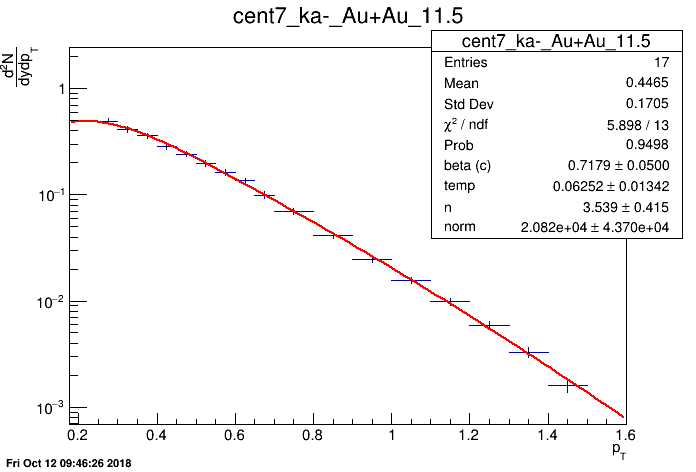 cent7_ka-_Au+Au_11.5
d²N
dydp_T
cent7_ka-_Au+Au_11.5
Entries 17
Mean 0.4465
Std Dev 0.1705
χ² / ndf 5.898 / 13
Prob 0.9498
beta (c) 0.7179 ± 0.0500
temp 0.06252 ± 0.01342
n 3.539 ± 0.415
norm 2.082e+04 ± 4.370e+04
1
10⁻¹
10⁻²
10⁻³
0.2 0.4 0.6 0.8 1 1.2 1.4 1.6
p_T
Fri Oct 12 09:46:26 2018